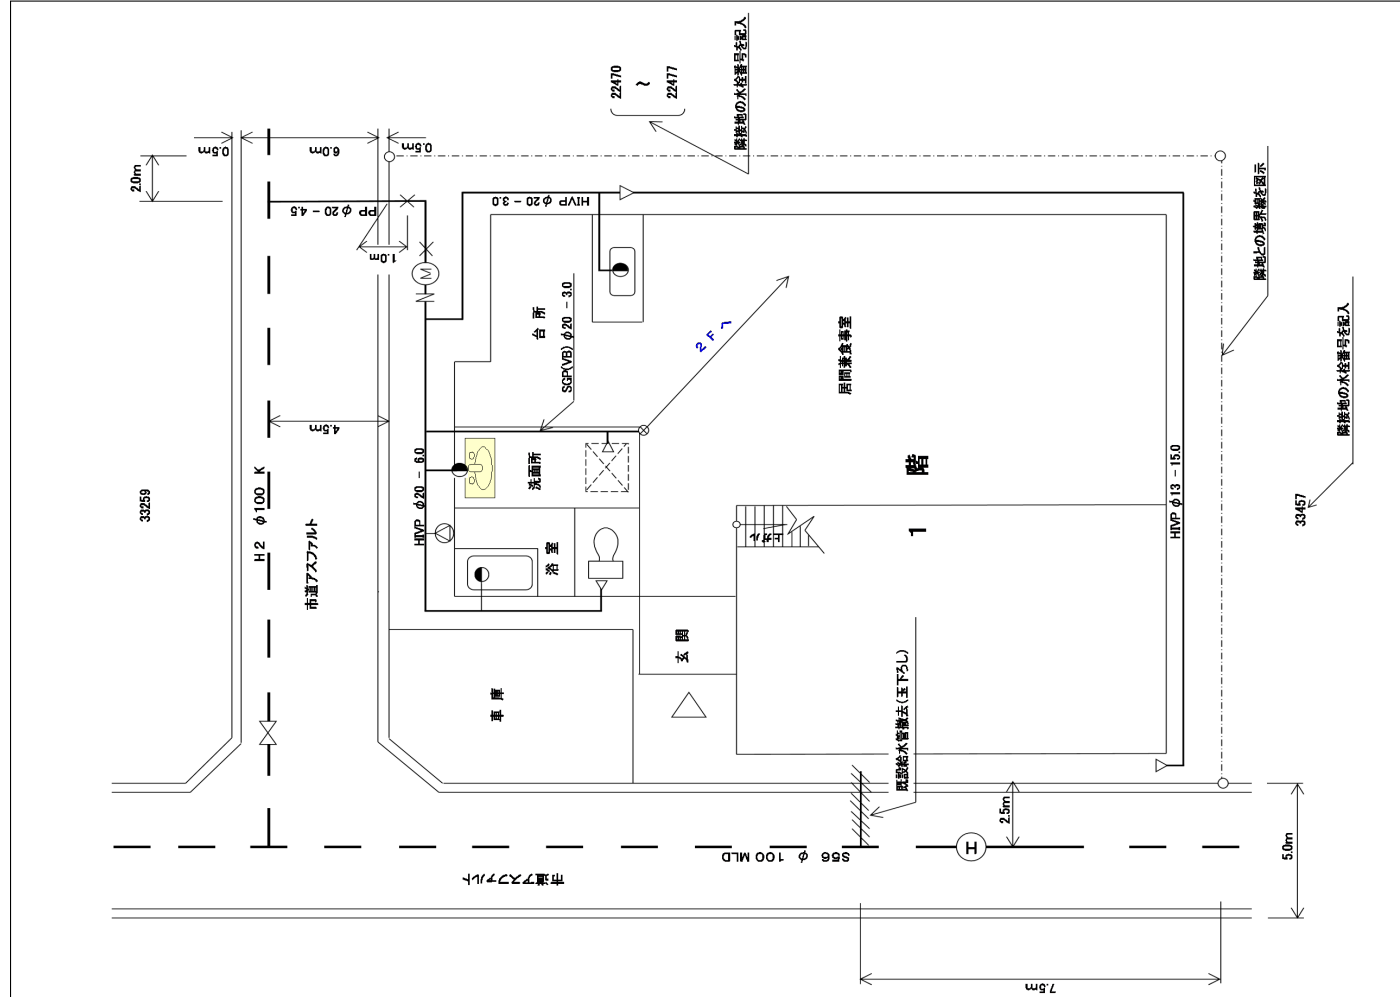 隣接地の水栓番号を記入
22470
～
22477
0.5m
6.0m
0.5m
2.0m
PP φ20-4.5
HIVP φ20-3.0
1.0m
M
隣地との境界線を図示
台所
SGP(VB) φ20 - 3.0
2Fへ
居間兼食事室
隣接地の水栓番号を記入
4.5m
33259
H2 φ100 K
市道アスファルト
HIVP φ20 - 6.0
洗面所
1階
HIVP φ13 - 15.0
33457
上ガル
浴室
玄関
車庫
既設給水管撤去(玉下ろし)
2.5m
5.0m
S56 φ 100 MLD
H
市道アスファルト
7.5m